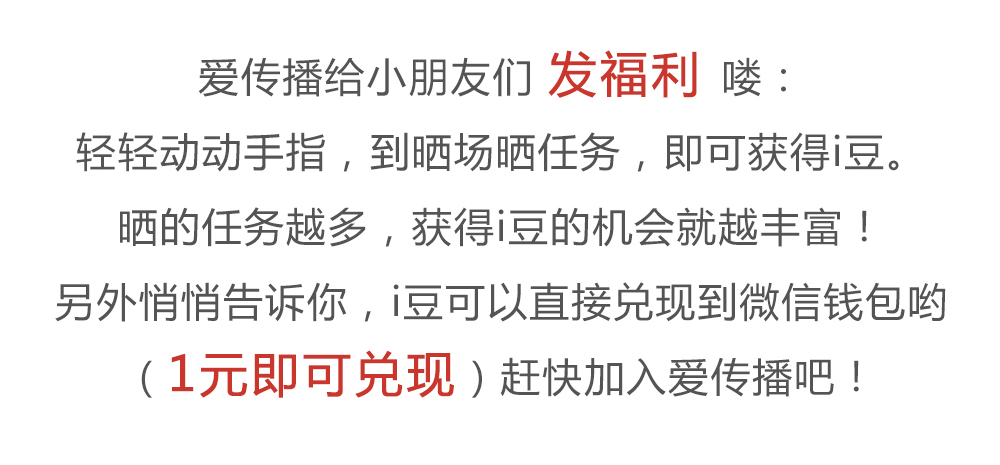 爱传播给小朋友们 发福利 喽：
轻轻动动手指，到晒场晒任务，即可获得i豆。
晒的任务越多，获得i豆的机会就越丰富！
另外悄悄告诉你，i豆可以直接兑现到微信钱包哟
（1元即可兑现）赶快加入爱传播吧！